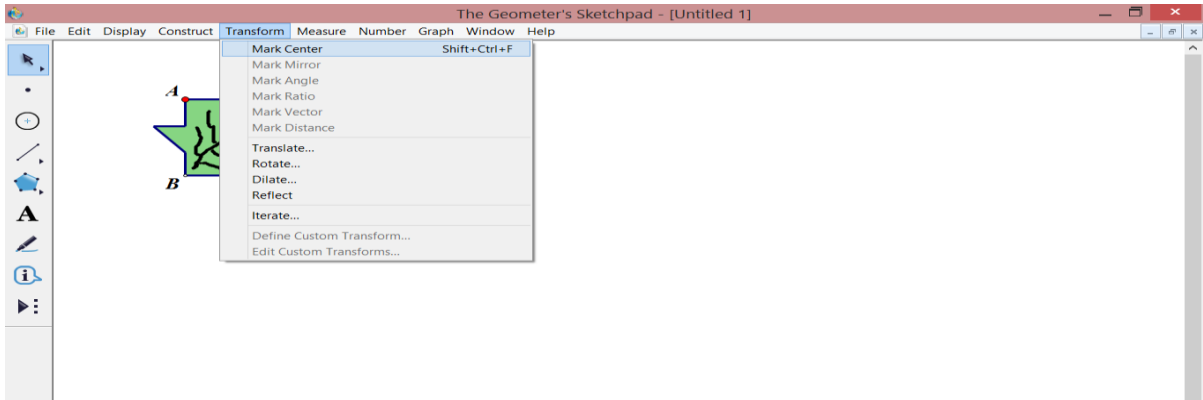 The Geometer's Sketchpad - [Untitled 1]
File Edit Display Construct Transform Measure Number Graph Window Help
Mark Center Shift+Ctrl+F
Mark Mirror
Mark Angle
Mark Ratio
Mark Vector
Mark Distance
Translate...
Rotate...
Dilate...
Reflect
Iterate...
Define Custom Transform...
Edit Custom Transforms...
A
B
A